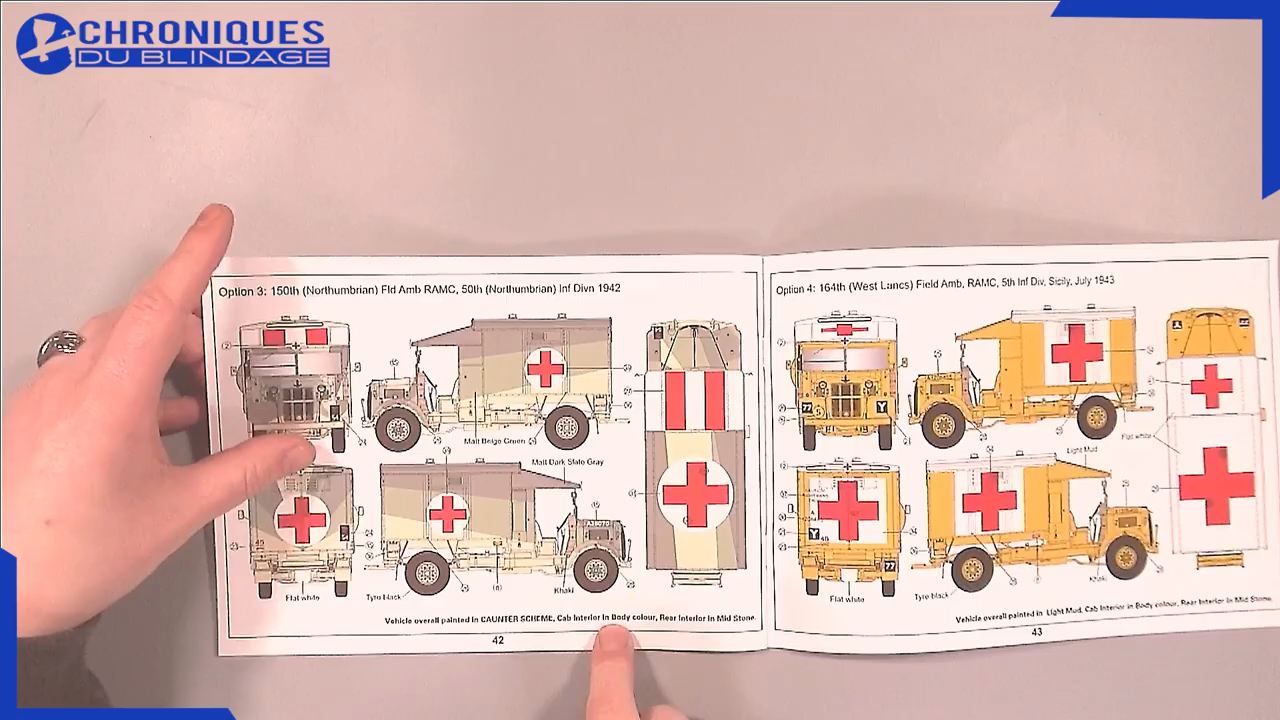 CHRONIQUES
DU BLINDAGE
Option 3: 150th (Northumbrian) Fld Amb RAMC, 50th (Northumbrian) Inf Divn 1942
Matt Beige Green
Matt Dark Slate Gray
A3R070
Flat white
Tyre black
Khaki
Vehicle overall painted in CAUNTER SCHEME, Cab Interior in Body colour, Rear Interior in Mid Stone.
42
Option 4: 164th (West Lancs) Field Amb, RAMC, 5th Inf Div, Sicily, July 1943
77
Y
Light Mud
Flat white
Y
77
Flat white
Tyre black
Khaki
Vehicle overall painted in Light Mud, Cab Interior in Body colour, Rear Interior in Mid Stone.
43